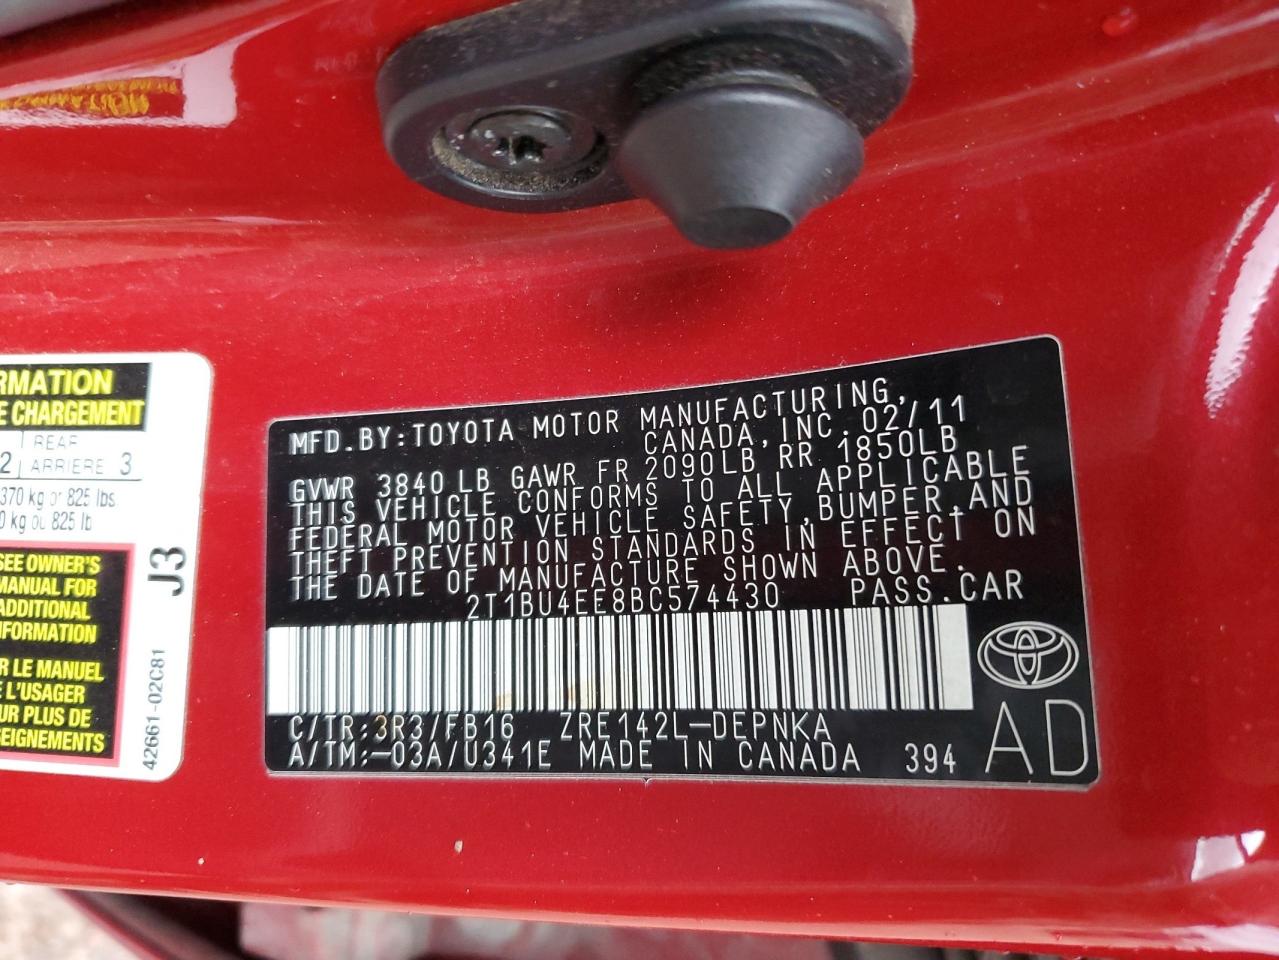 RMATION
E CHARGEMENT
2 REAR
ARRIERE 3
370 kg or 825 lbs
0 kg ou 825 lb
SEE OWNER'S
MANUAL FOR
ADDITIONAL
NFORMATION
R LE MANUEL
E L'USAGER
UR PLUS DE
SEIGNEMENTS
J3
42661-02C81
MFD.BY:TOYOTA MOTOR MANUFACTURING,
CANADA,INC.02/11
GVWR 3840LB GAWR FR 2090LB RR 1850LB
THIS VEHICLE CONFORMS TO ALL APPLICABLE
FEDERAL MOTOR VEHICLE SAFETY,BUMPER,AND
THEFT PREVENTION STANDARDS IN EFFECT ON
THE DATE OF MANUFACTURE SHOWN ABOVE.
2T1BU4EE8BC574430 PASS.CAR
C/TR:3R3/FB16 ZRE142L-DEPNKA
A/TM:-03A/U341E MADE IN CANADA 394
AD